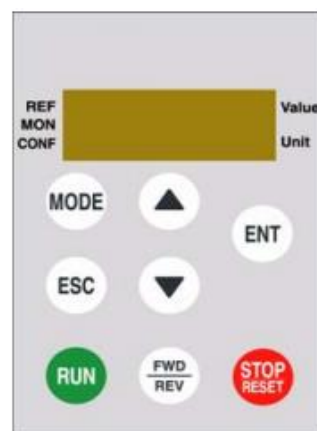 REF
MON
CONF
Value
Unit
MODE
ENT
ESC
RUN
FWD
REV
STOP
RESET